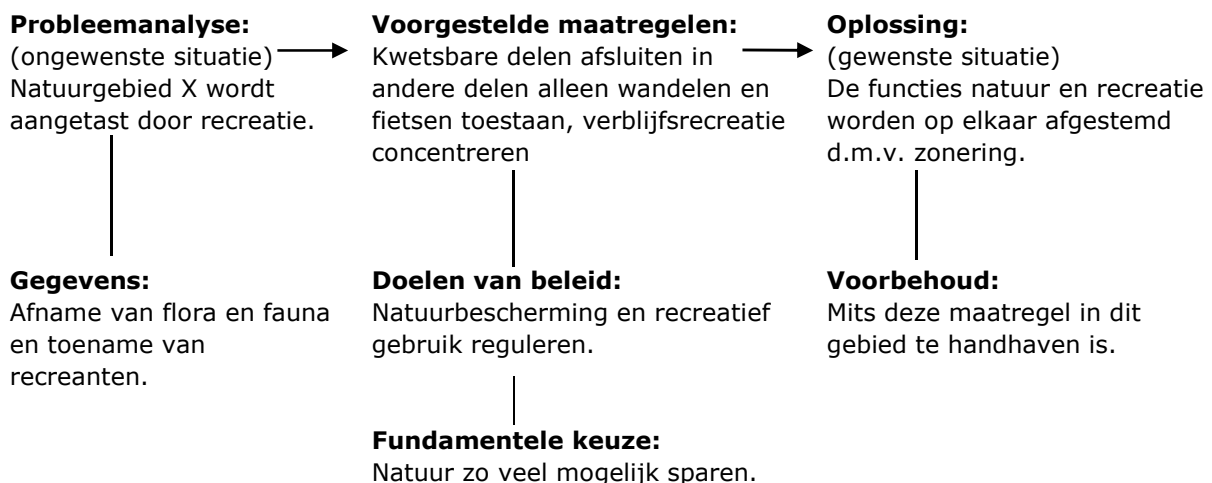 Probleemanalyse:
(ongewenste situatie)
Natuurgebied X wordt
aangetast door recreatie.
Voorgestelde maatregelen:
Kwetsbare delen afsluiten in
andere delen alleen wandelen en
fietsen toestaan, verblijfsrecreatie
concentreren
Oplossing:
(gewenste situatie)
De functies natuur en recreatie
worden op elkaar afgestemd
d.m.v. zonering.
Gegevens:
Afname van flora en fauna
en toename van
recreanten.
Doelen van beleid:
Natuurbescherming en recreatief
gebruik reguleren.
Voorbehoud:
Mits deze maatregel in dit
gebied te handhaven is.
Fundamentele keuze:
Natuur zo veel mogelijk sparen.